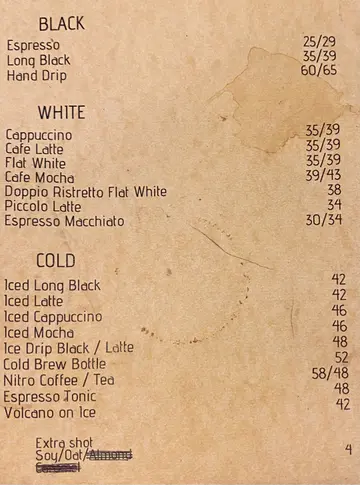 BLACK
Espresso 25/29
Long Black 35/39
Hand Drip 60/65
WHITE
Cappuccino 35/39
Cafe Latte 35/39
Flat White 35/39
Cafe Mocha 39/43
Doppio Ristretto Flat White 38
Piccolo Latte 34
Espresso Macchiato 30/34
COLD
Iced Long Black 42
Iced Latte 42
Iced Cappuccino 46
Iced Mocha 46
Ice Drip Black / Latte 48
Cold Brew Bottle 52
Nitro Coffee / Tea 58/48
Espresso Tonic 48
Volcano on Ice 42
Extra shot
Soy/Oat/Almond 4
Caramel